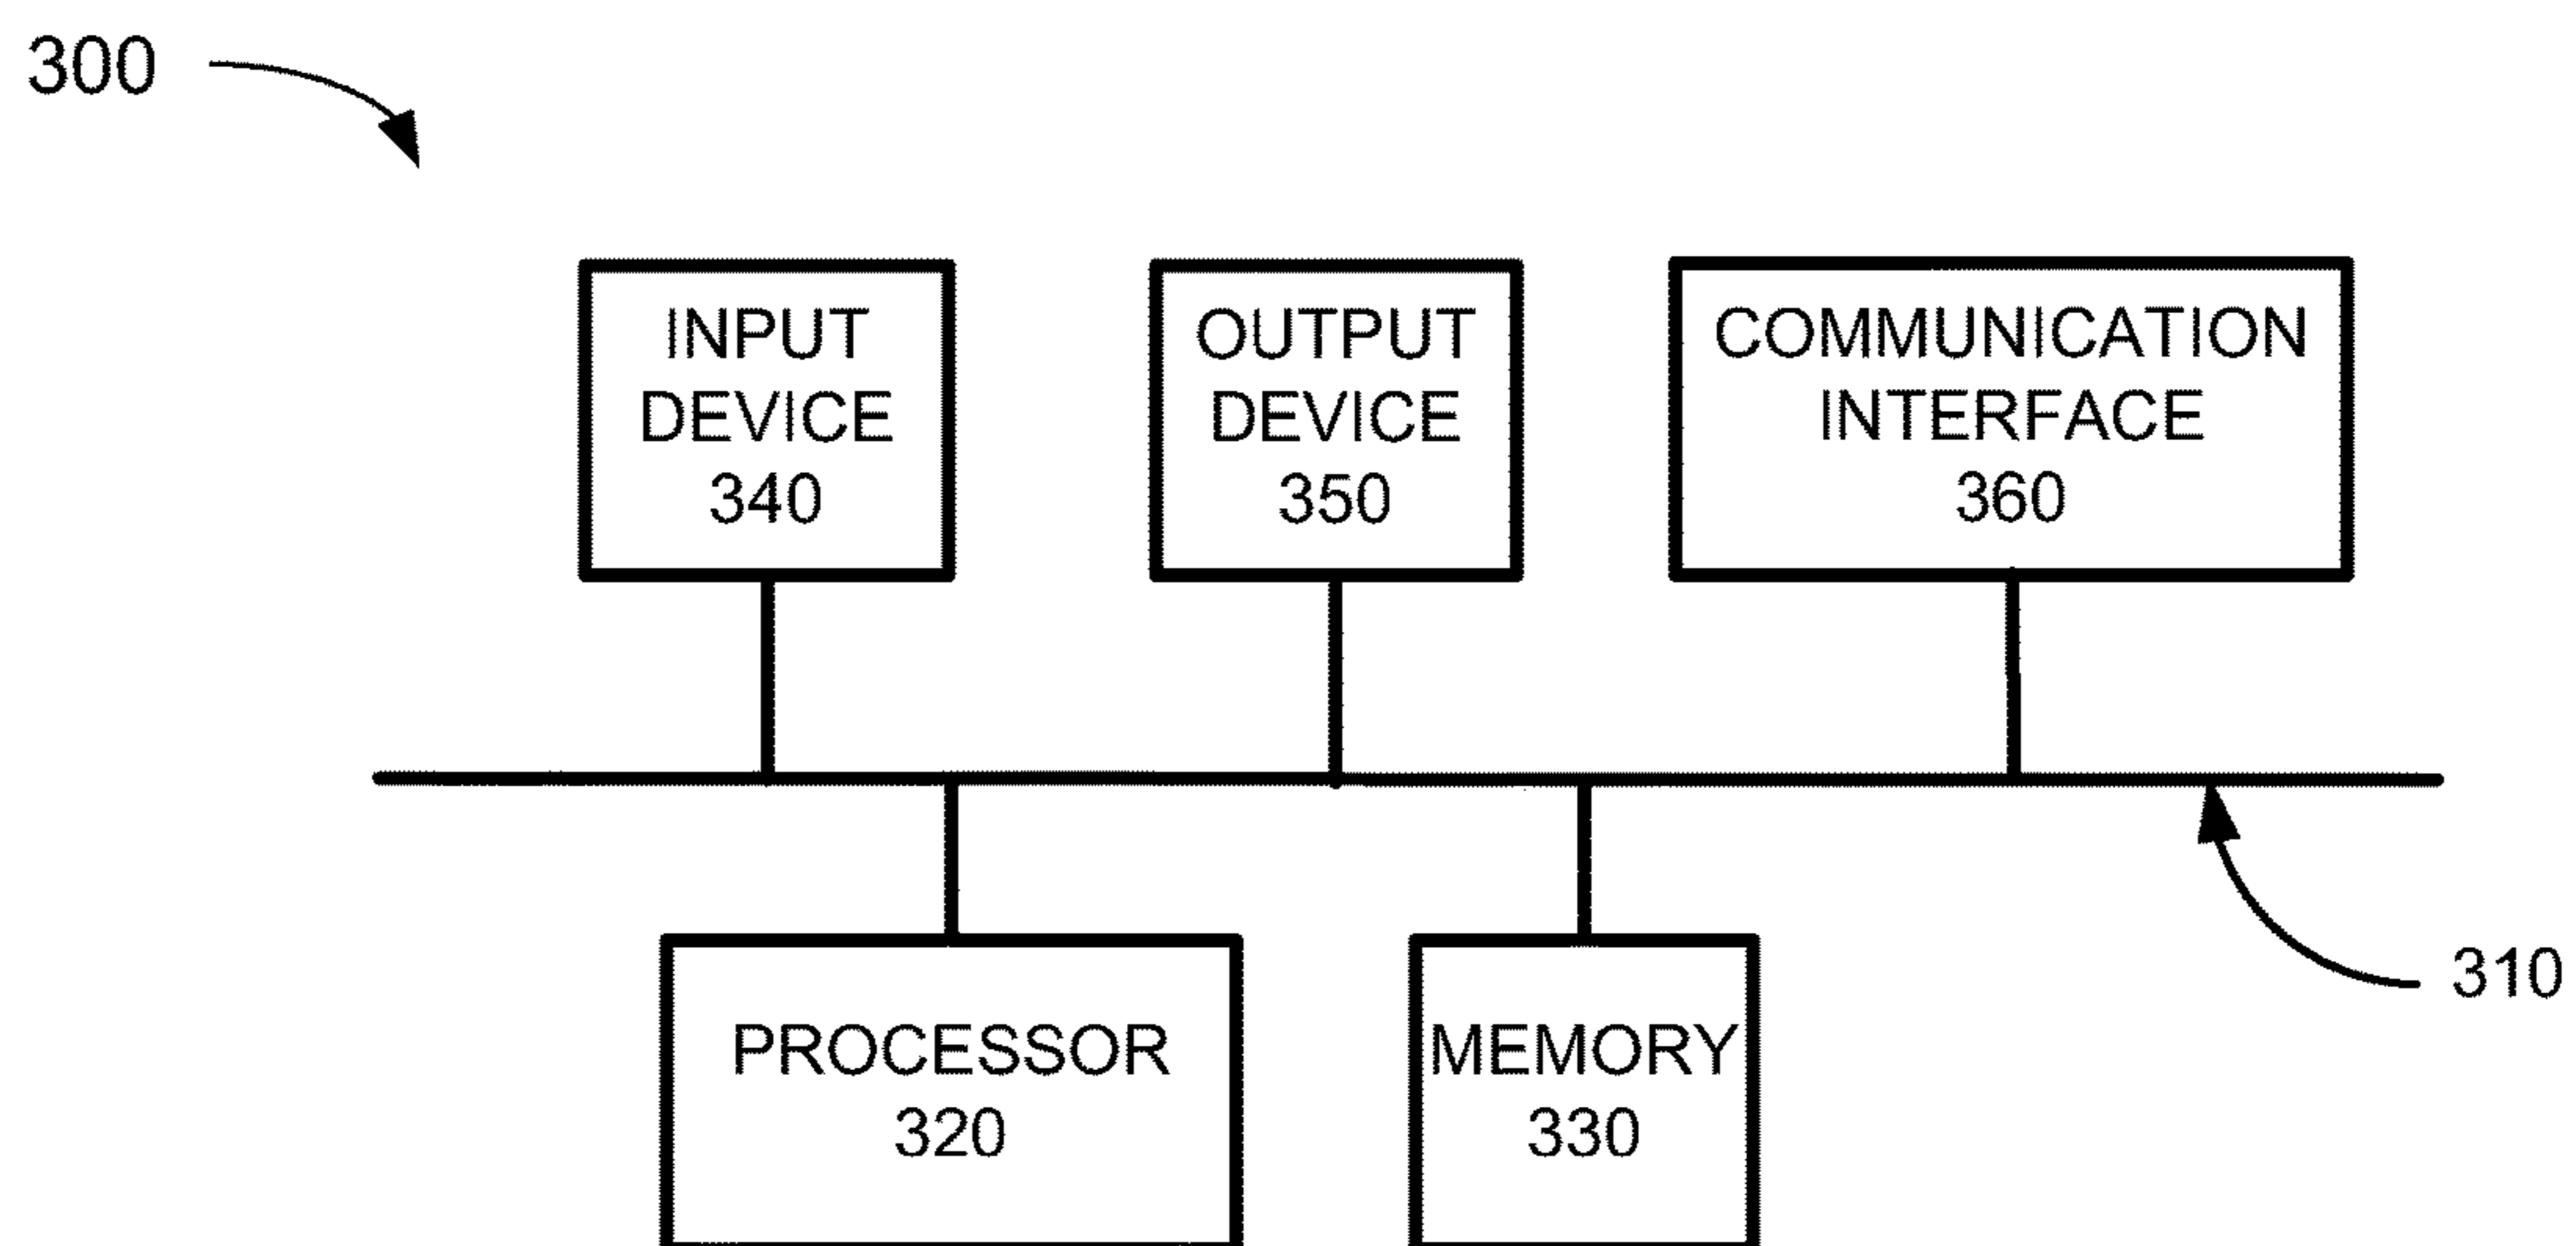 300
INPUT
DEVICE
340
OUTPUT
DEVICE
350
COMMUNICATION
INTERFACE
360
310
PROCESSOR
320
MEMORY
330